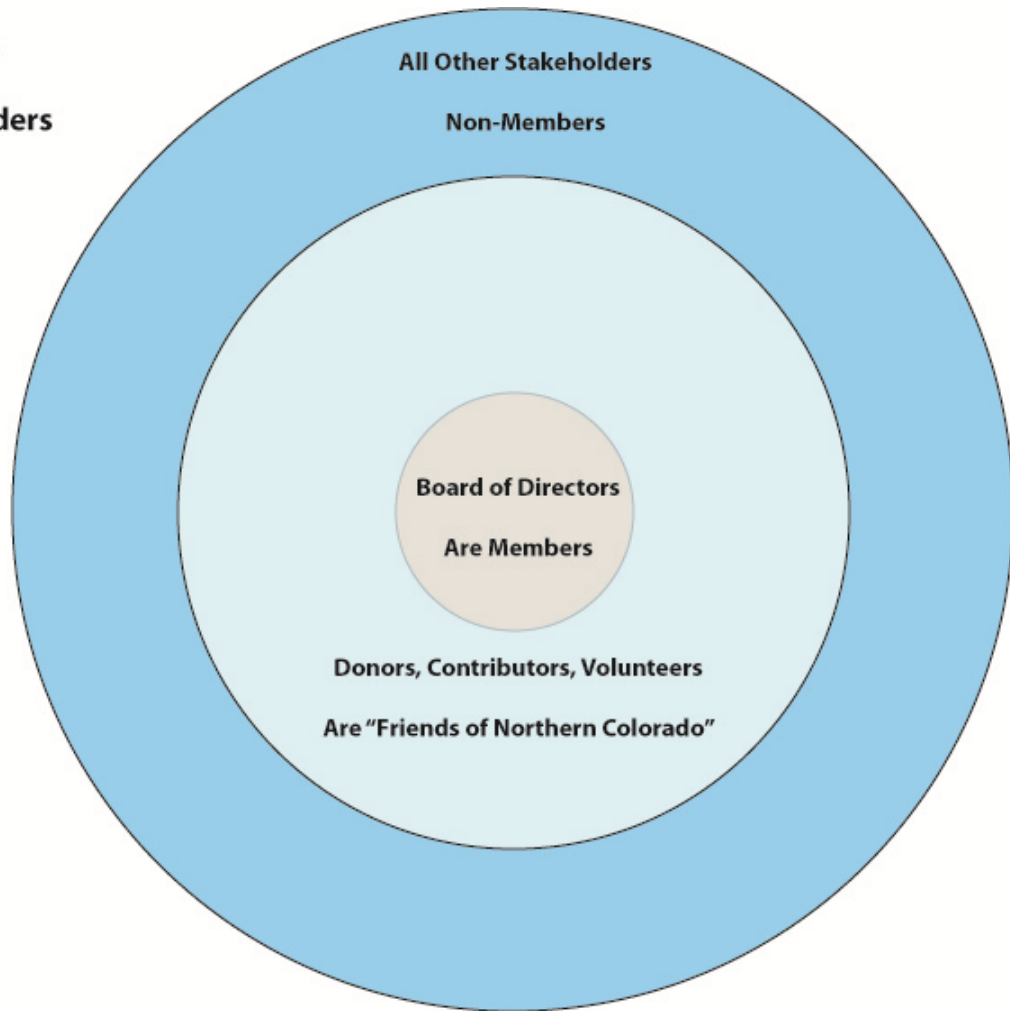 All Other Stakeholders
ders
Non-Members
Board of Directors
Are Members
Donors, Contributors, Volunteers
Are “Friends of Northern Colorado”